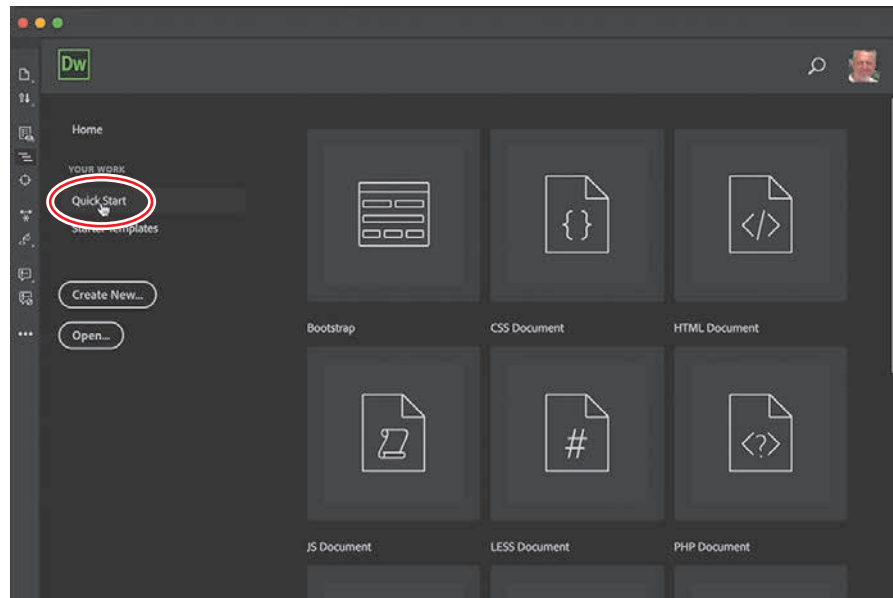 Dw
Home
YOUR WORK
Quick Start
Starter Templates
Create New...
Open...
Bootstrap
{ }
CSS Document
</>
HTML Document
JS Document
#
LESS Document
<?>
PHP Document